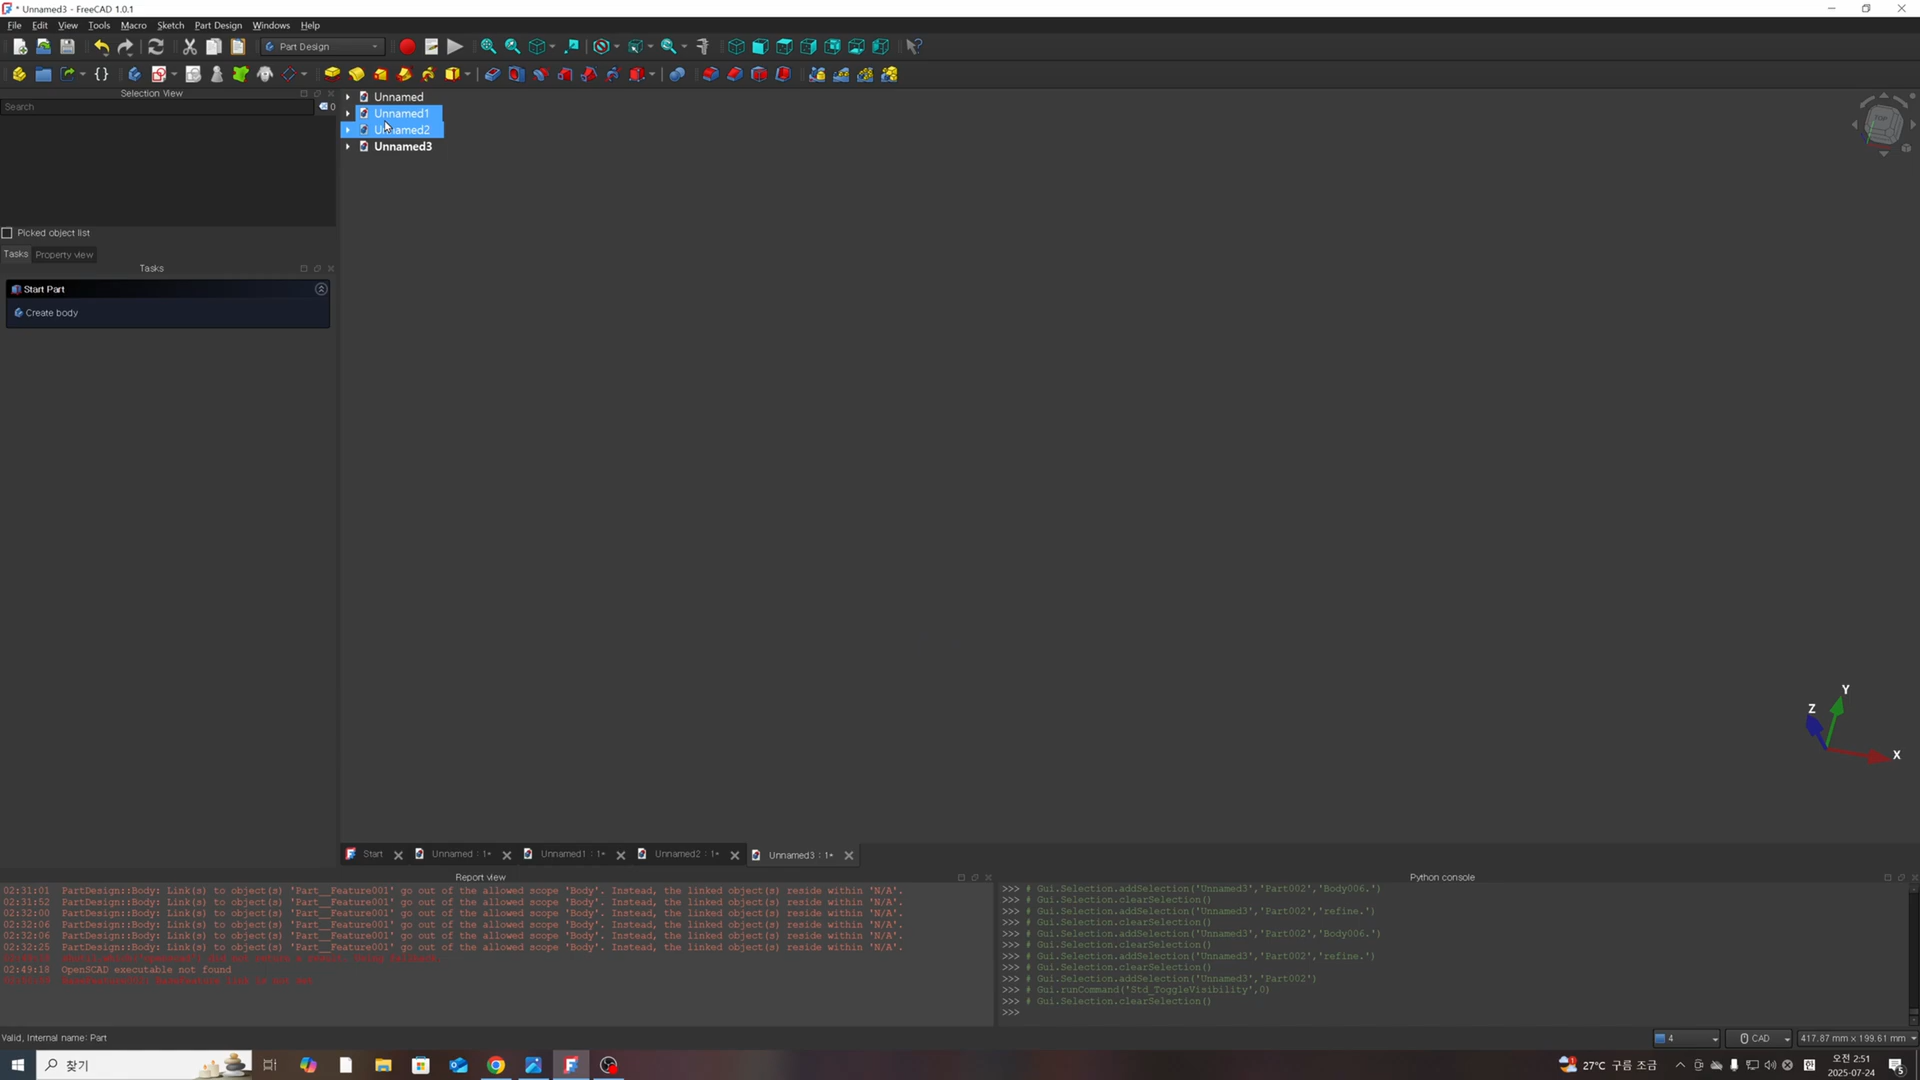 * Unnamed3 - FreeCAD 1.0.1
File Edit View Tools Macro Sketch Part Design Windows Help
Part Design
Selection View
Search
0
Picked object list
Tasks Property view
Tasks
Start Part
Create body
Unnamed
Unnamed1
Unnamed2
Unnamed3
TOP
Y
Z
X
Start
Unnamed : 1*
Unnamed1 : 1*
Unnamed2 : 1*
Unnamed3 : 1*
Report view
02:31:01 PartDesign::Body: Link(s) to object(s) 'Part__Feature001' go out of the allowed scope 'Body'. Instead, the linked object(s) reside within 'N/A'.
02:31:52 PartDesign::Body: Link(s) to object(s) 'Part__Feature001' go out of the allowed scope 'Body'. Instead, the linked object(s) reside within 'N/A'.
02:32:00 PartDesign::Body: Link(s) to object(s) 'Part__Feature001' go out of the allowed scope 'Body'. Instead, the linked object(s) reside within 'N/A'.
02:32:06 PartDesign::Body: Link(s) to object(s) 'Part__Feature001' go out of the allowed scope 'Body'. Instead, the linked object(s) reside within 'N/A'.
02:32:06 PartDesign::Body: Link(s) to object(s) 'Part__Feature001' go out of the allowed scope 'Body'. Instead, the linked object(s) reside within 'N/A'.
02:32:25 PartDesign::Body: Link(s) to object(s) 'Part__Feature001' go out of the allowed scope 'Body'. Instead, the linked object(s) reside within 'N/A'.
02:49:18 OpenSCAD executable not found
Python console
>>> # Gui.Selection.addSelection('Unnamed3','Part002','Body006.')
>>> # Gui.Selection.clearSelection()
>>> # Gui.Selection.addSelection('Unnamed3','Part002','refine.')
>>> # Gui.Selection.clearSelection()
>>> # Gui.Selection.addSelection('Unnamed3','Part002','Body006.')
>>> # Gui.Selection.clearSelection()
>>> # Gui.Selection.addSelection('Unnamed3','Part002','refine.')
>>> # Gui.Selection.clearSelection()
>>> # Gui.Selection.addSelection('Unnamed3','Part002')
>>> # Gui.runCommand('Std_ToggleVisibility',0)
>>> # Gui.Selection.clearSelection()
>>>
Valid, Internal name: Part
4
CAD
417.87 mm × 199.61 mm
찾기
27°C 구름 조금
오전 2:51
2025-07-24
5